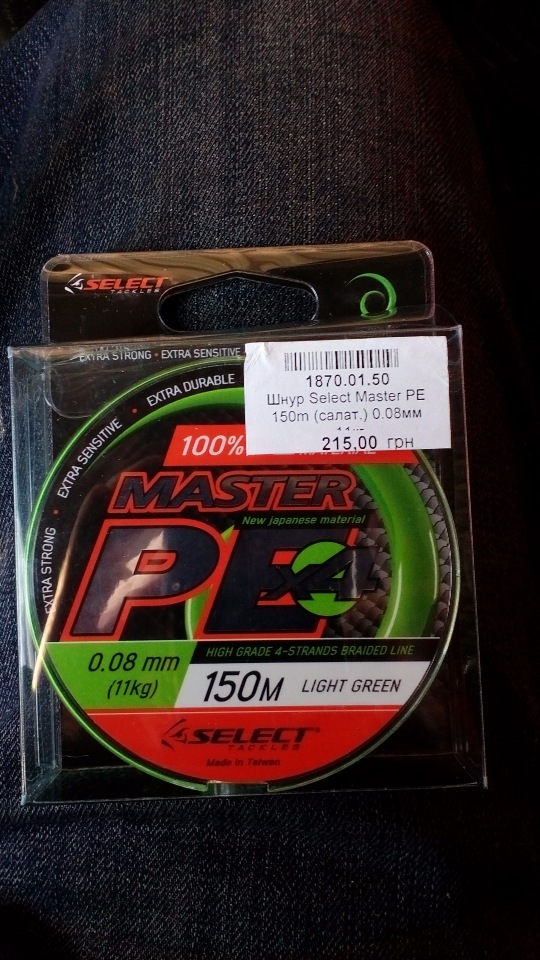 SELECT
TACKLES
EXTRA STRONG • EXTRA SENSITIVE
EXTRA STRONG • EXTRA SENSITIVE • EXTRA DURABLE
1870.01.50
Шнур Select Master PE
150m (салат.) 0.08мм
215.00 грн
100%
MASTER
New japanese material
PE x4
HIGH GRADE 4-STRANDS BRAIDED LINE
0.08 mm
(11kg)
150M
LIGHT GREEN
SELECT®
TACKLES
Made in Taiwan